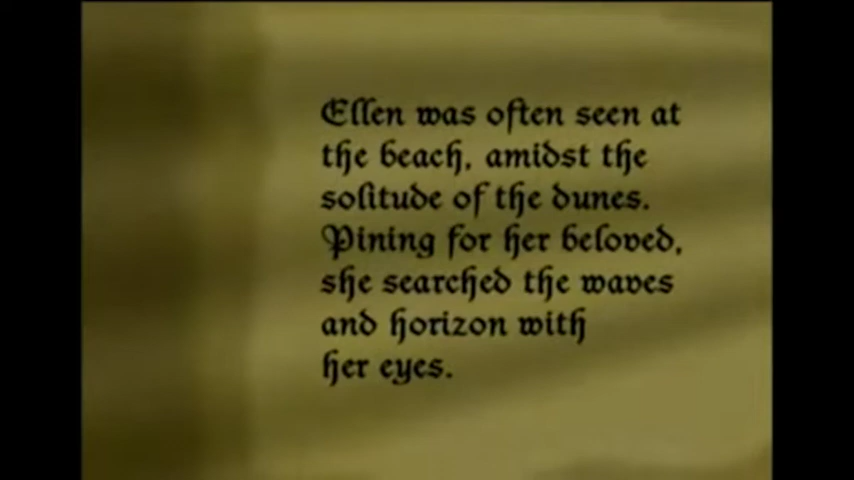 Ellen was often seen at
the beach, amidst the
solitude of the dunes.
Pining for her beloved,
she searched the waves
and horizon with
her eyes.